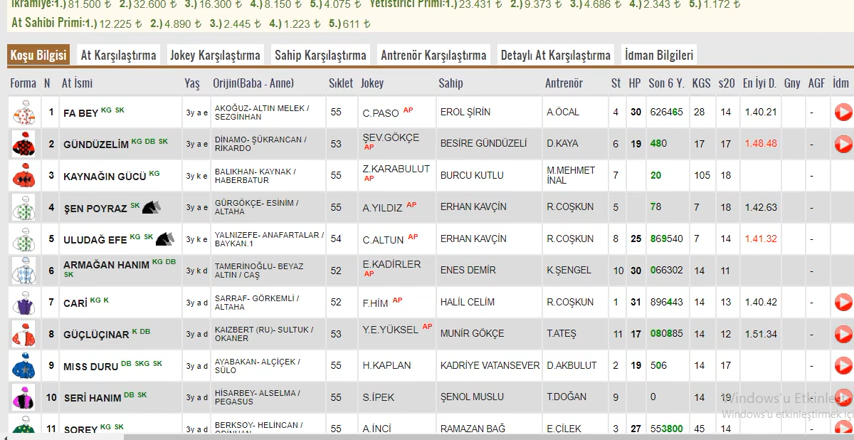 İkramiye:1.) 81.500 ₺ 2.) 32.600 ₺ 3.) 16.300 ₺ 4.) 8.150 ₺ 5.) 4.075 ₺ Yetiştirici Primi:1.) 23.431 ₺ 2.) 9.373 ₺ 3.) 4.686 ₺ 4.) 2.343 ₺ 5.) 1.172 ₺
At Sahibi Primi:1.) 12.225 ₺ 2.) 4.890 ₺ 3.) 2.445 ₺ 4.) 1.223 ₺ 5.) 611 ₺
Koşu Bilgisi At Karşılaştırma Jokey Karşılaştırma Sahip Karşılaştırma Antrenör Karşılaştırma Detaylı At Karşılaştırma İdman Bilgileri
Forma N At İsmi Yaş Orijin(Baba - Anne) Sıklet Jokey Sahip Antrenör St HP Son 6 Y. KGS s20 En İyi D. Gny AGF İdm
1 FA BEY KG SK 3y a e AKOĞUZ- ALTIN MELEK / SEZGINHAN 55 C.PASO AP EROL ŞİRİN A.ÖCAL 4 30 626465 28 14 1.40.21 -
2 GÜNDÜZELİM KG DB SK 3y a e DİNAMO- ŞÜKRANCAN / RİKARDO 53 ŞEV.GÖKÇE AP BESİRE GÜNDÜZELİ D.KAYA 6 19 480 17 17 1.48.48 -
3 KAYNAĞIN GÜCÜ KG 3y k e BALIKHAN- KAYNAK / HABERBATUR 55 Z.KARABULUT AP BURCU KUTLU M.MEHMET İNAL 7 20 105 18 -
4 ŞEN POYRAZ SK 3y a e GÜRGÖKÇE- ESİNİM / ALTAHA 55 A.YILDIZ AP ERHAN KAVÇİN R.COŞKUN 5 78 7 18 1.42.63 -
5 ULUDAĞ EFE KG SK 3y k e YALNIZEFE- ANAFARTALAR / BAYKAN.1 54 C.ALTUN AP ERHAN KAVÇİN R.COŞKUN 8 25 869540 7 14 1.41.32 -
6 ARMAĞAN HANIM KG DB SK 3y k d TAMERİNOĞLU- BEYAZ ALTIN / CAŞ 52 E.KADİRLER AP ENES DEMİR K.ŞENGEL 10 30 066302 14 11 -
7 CARİ KG K 3y a d SARRAF- GÖRKEMLİ / ALTAHA 52 F.HİM AP HALİL CELİM R.COŞKUN 1 31 896443 14 13 1.40.42 -
8 GÜÇLÜÇINAR K DB 3y a d KAIZBERT (RU)- SULTUK / OKANER 53 Y.E.YÜKSEL AP MUNİR GÖKÇE T.ATEŞ 11 17 080885 14 12 1.51.34 -
9 MISS DURU DB SKG SK 3y a d AYABAKAN- ALÇİÇEK / SÜLO 55 H.KAPLAN KADRİYE VATANSEVER D.AKBULUT 2 19 506 14 17 -
10 SERİ HANIM DB SK 3y a d HİSARBEY- ALSELMA / PEGASUS 55 S.İPEK ŞENOL MUSLU T.DOĞAN 9 0 14 19 -
11 SOREY KG SK 3y a d BERKSOY- HELİNCAN / 55 A.İNCİ RAMAZAN BAĞ E.ÇİLEK 3 27 553800 45 14 -
Windows'u Etkinleş
Windows'u etkinleştirmek iç